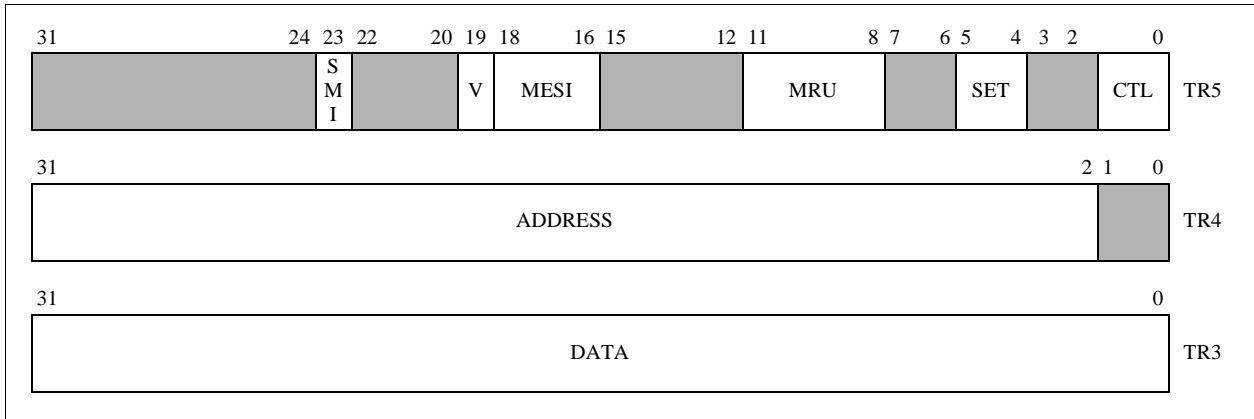 31 24 23 22 20 19 18 16 15 12 11 8 7 6 5 4 3 2 0
SMI V MESI MRU SET CTL TR5
31 2 1 0
ADDRESS TR4
31 0
DATA TR3